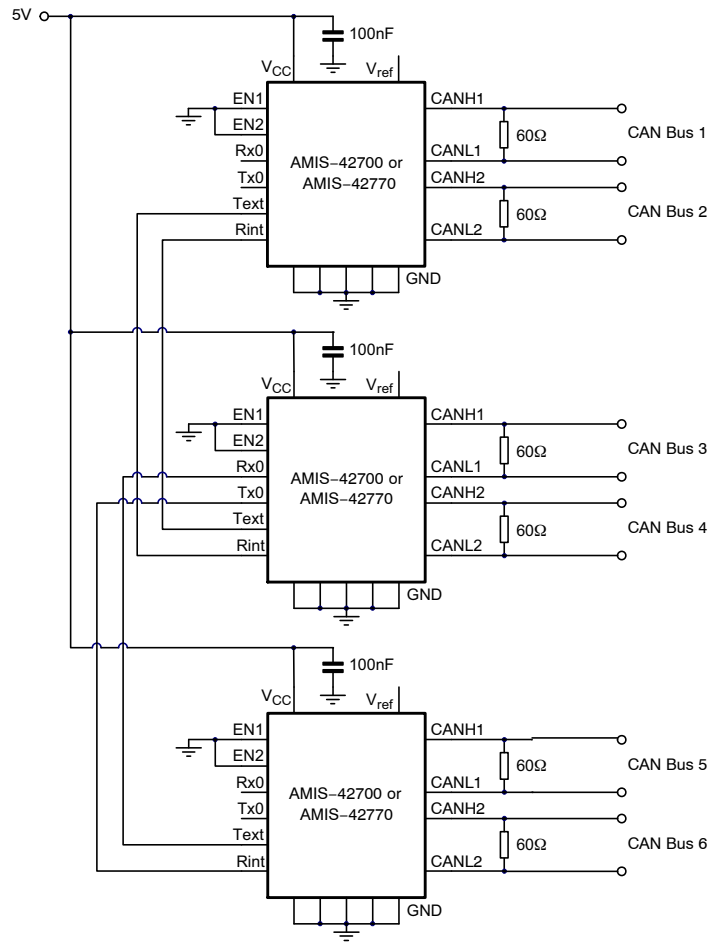 5V
100nF
VCC
Vref
EN1
EN2
Rx0
Tx0
Text
Rint
AMIS−42700 or
AMIS−42770
CANH1
CANL1
CANH2
CANL2
GND
60Ω
60Ω
CAN Bus 1
CAN Bus 2
100nF
VCC
Vref
EN1
EN2
Rx0
Tx0
Text
Rint
AMIS−42700 or
AMIS−42770
CANH1
CANL1
CANH2
CANL2
GND
60Ω
60Ω
CAN Bus 3
CAN Bus 4
100nF
VCC
Vref
EN1
EN2
Rx0
Tx0
Text
Rint
AMIS−42700 or
AMIS−42770
CANH1
CANL1
CANH2
CANL2
GND
60Ω
60Ω
CAN Bus 5
CAN Bus 6